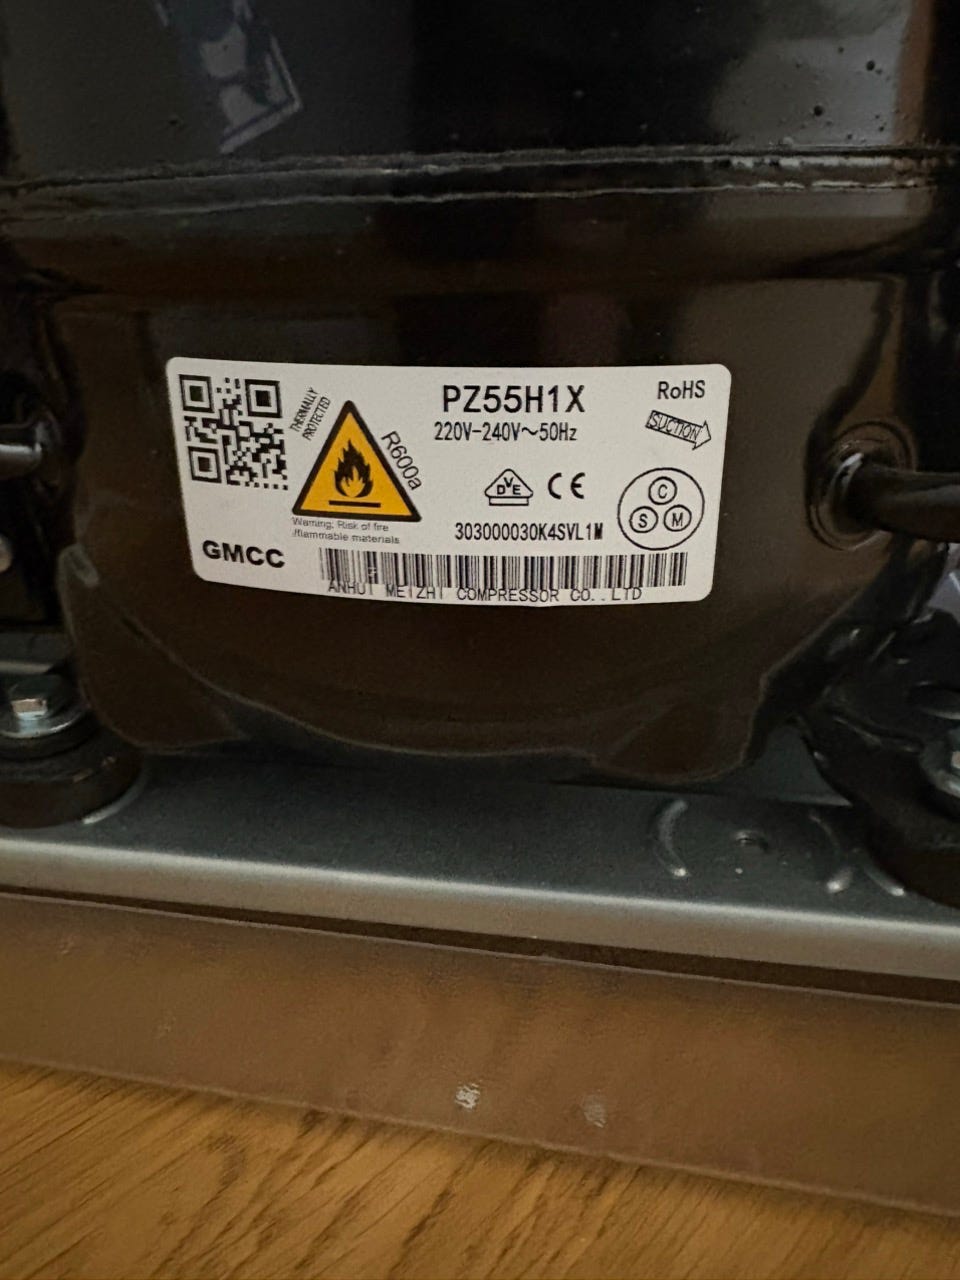 THERMALLY
PROTECTED
R600a
PZ55H1X
220V-240V~50Hz
RoHS
SUCTION
DVE
CE
C
S
M
Warning: Risk of fire
/flammable materials
303000030K4SVL1M
GMCC
ANHUI MEIZHI COMPRESSOR CO.,LTD